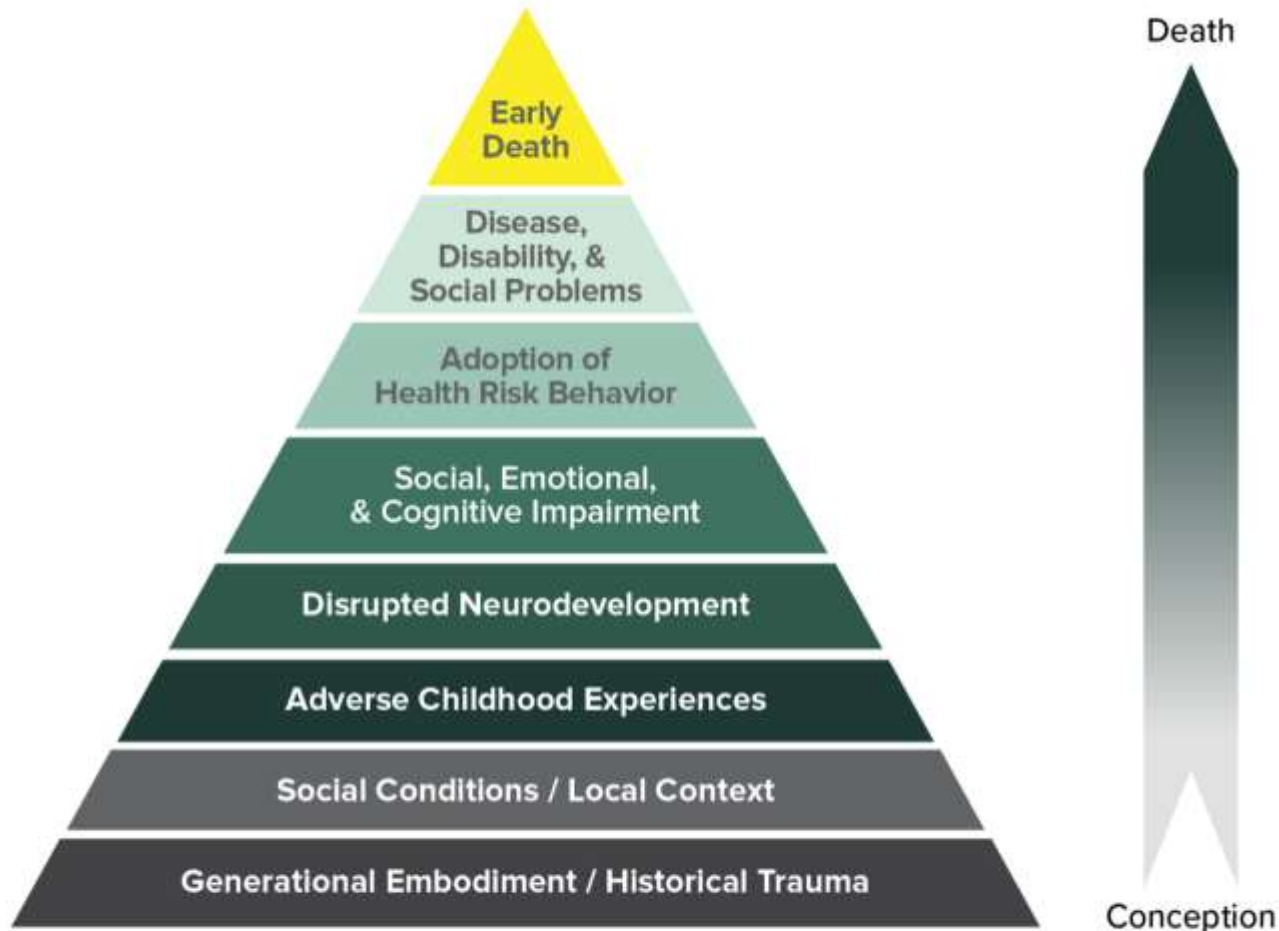 Death
Early
Death
Disease,
Disability, &
Social Problems
Adoption of
Health Risk Behavior
Social, Emotional,
& Cognitive Impairment
Disrupted Neurodevelopment
Adverse Childhood Experiences
Social Conditions / Local Context
Generational Embodiment / Historical Trauma
Conception